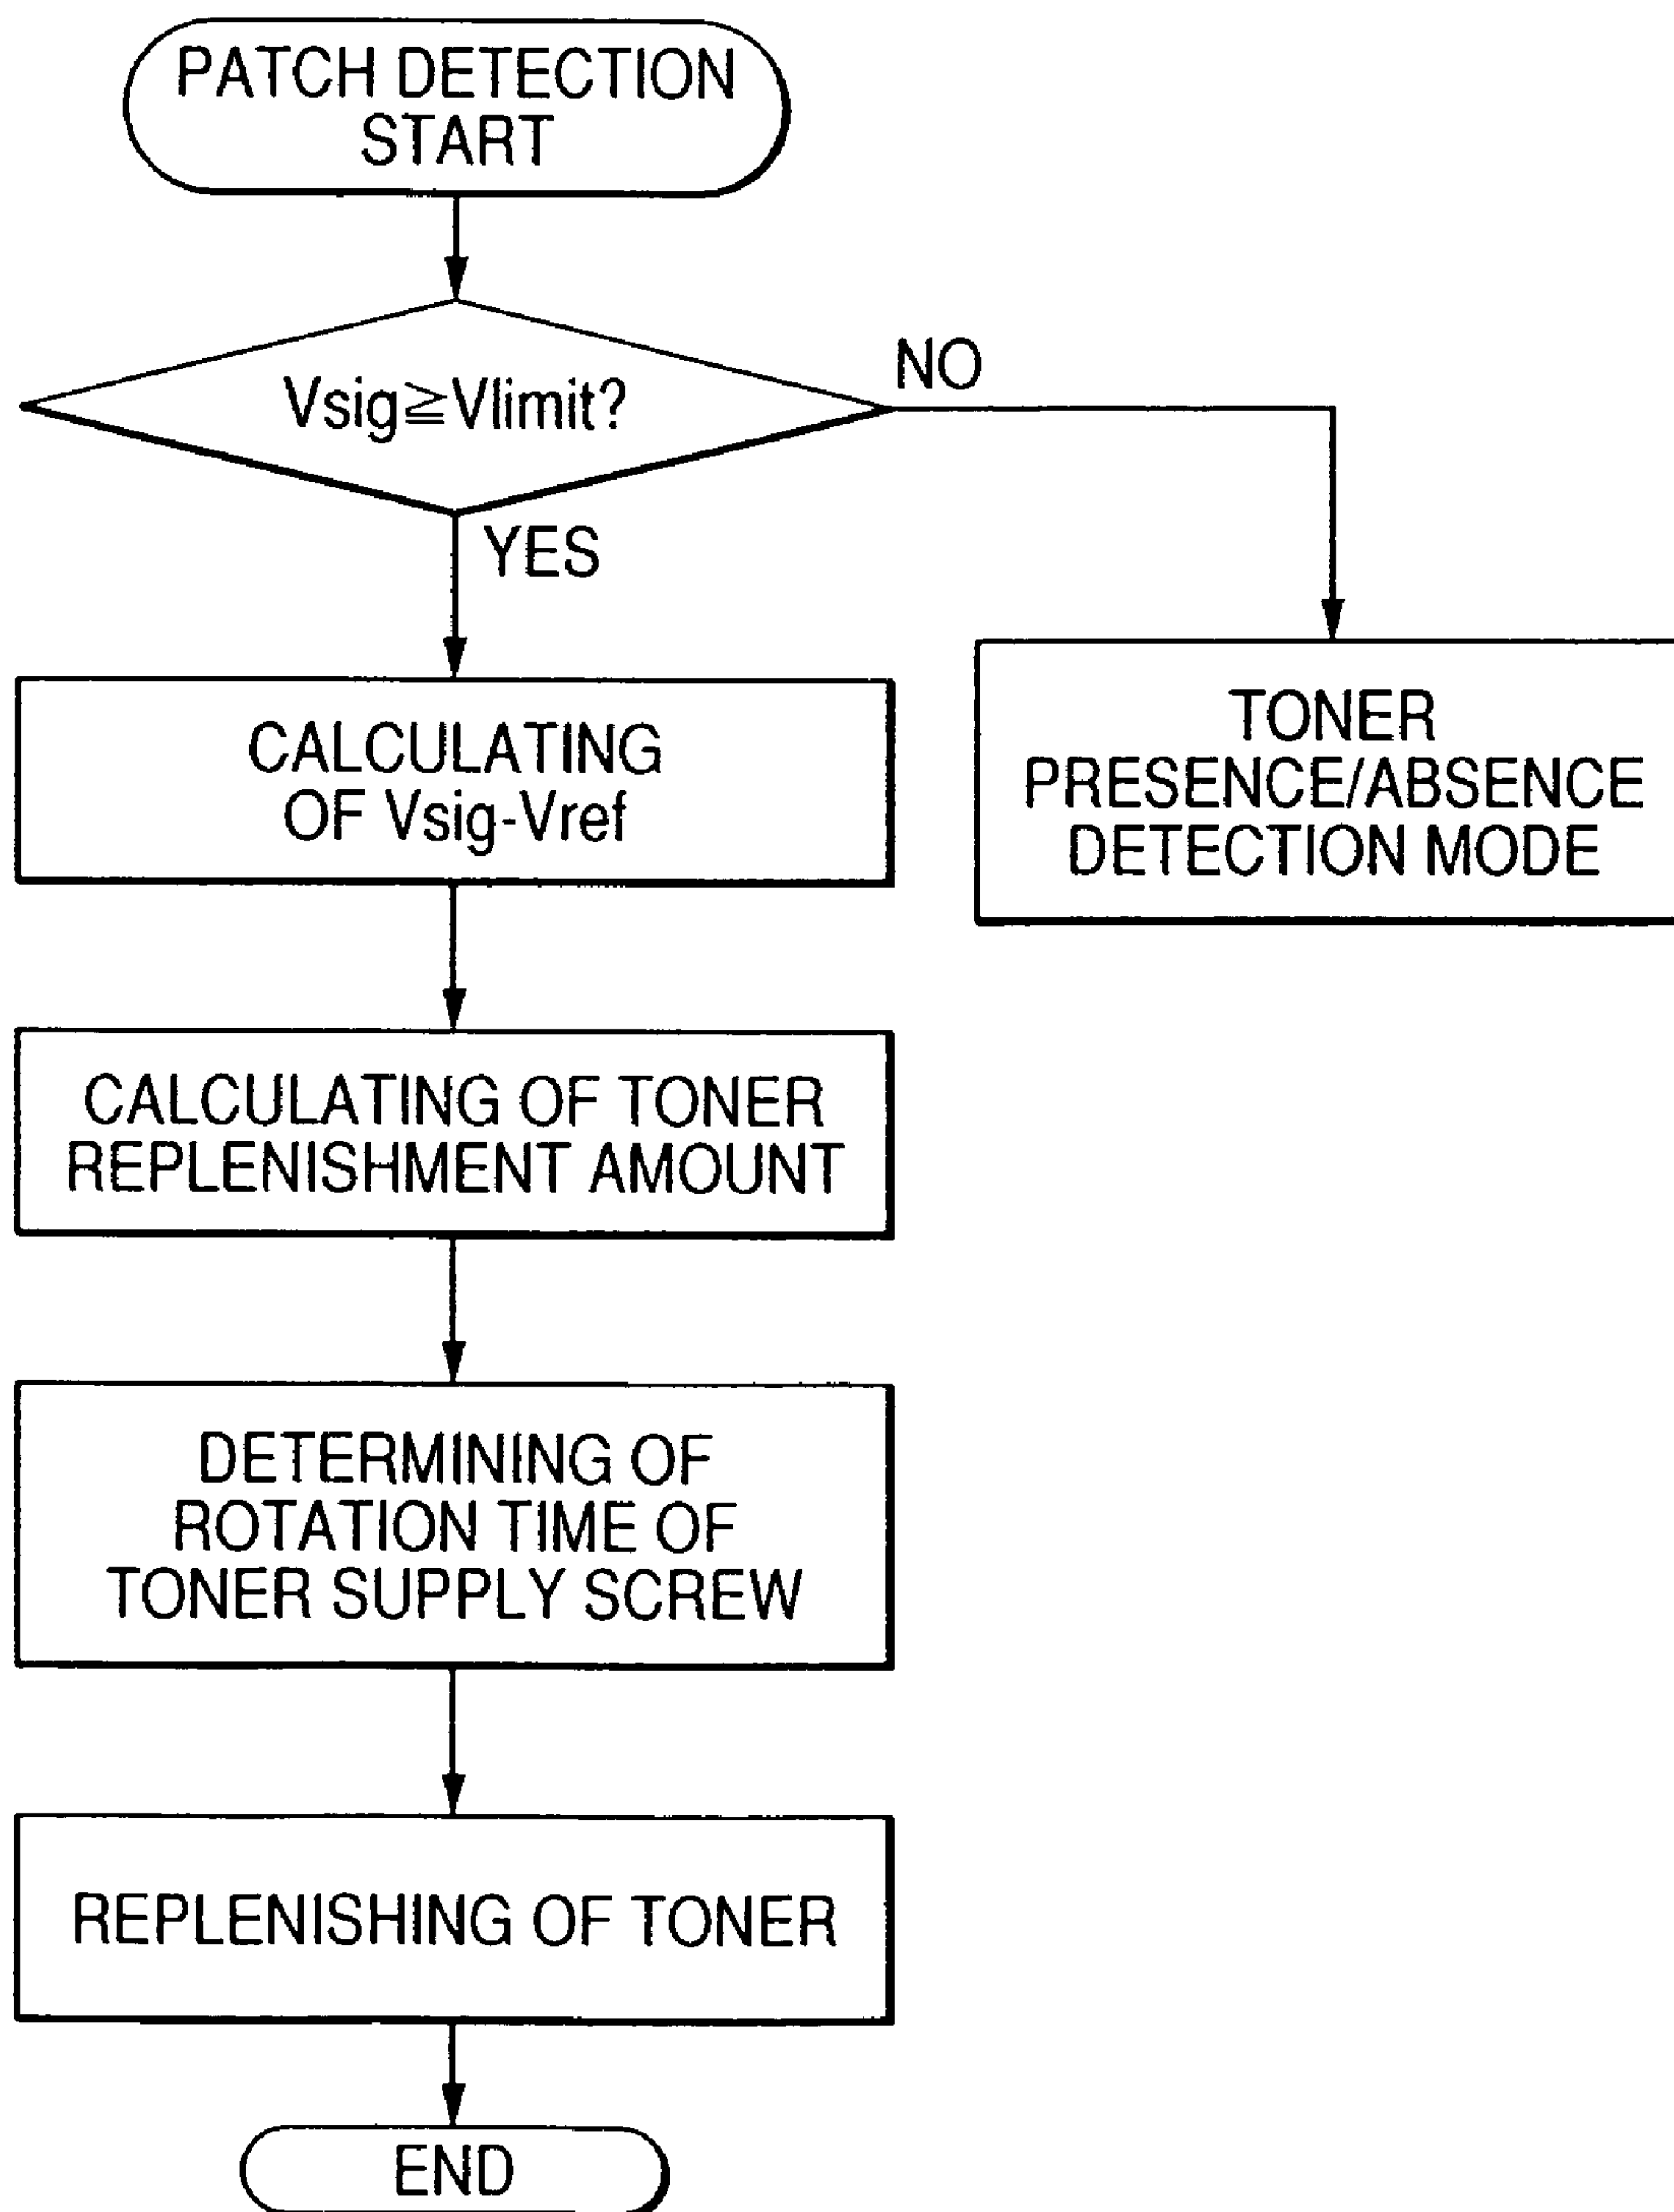 PATCH DETECTION
START
Vsig≧Vlimit?
NO
YES
CALCULATING
OF Vsig-Vref
TONER
PRESENCE/ABSENCE
DETECTION MODE
CALCULATING OF TONER
REPLENISHMENT AMOUNT
DETERMINING OF
ROTATION TIME OF
TONER SUPPLY SCREW
REPLENISHING OF TONER
END